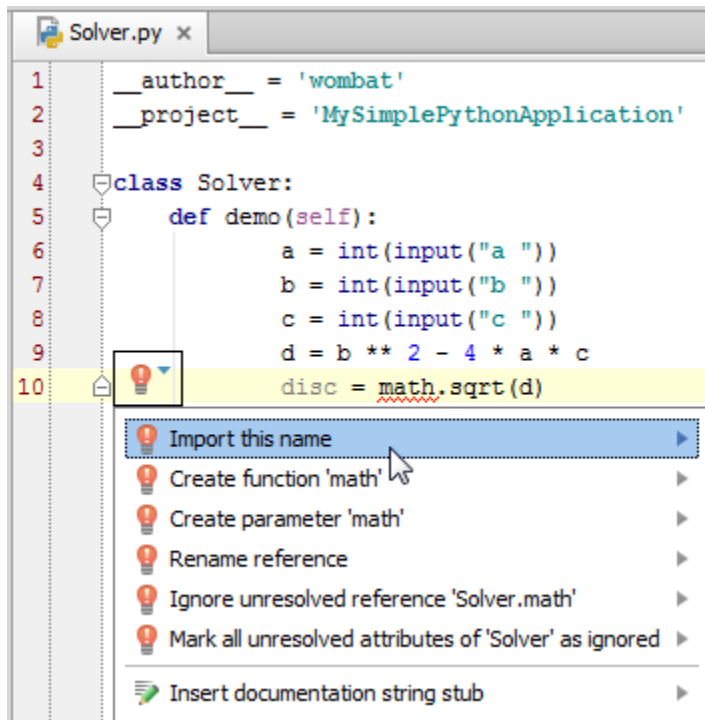 Solver.py ×
1 __author__ = 'wombat'
2 __project__ = 'MySimplePythonApplication'
3
4 class Solver:
5 def demo(self):
6 a = int(input("a "))
7 b = int(input("b "))
8 c = int(input("c "))
9 d = b ** 2 - 4 * a * c
10 disc = math.sqrt(d)
Import this name
Create function 'math'
Create parameter 'math'
Rename reference
Ignore unresolved reference 'Solver.math'
Mark all unresolved attributes of 'Solver' as ignored
Insert documentation string stub